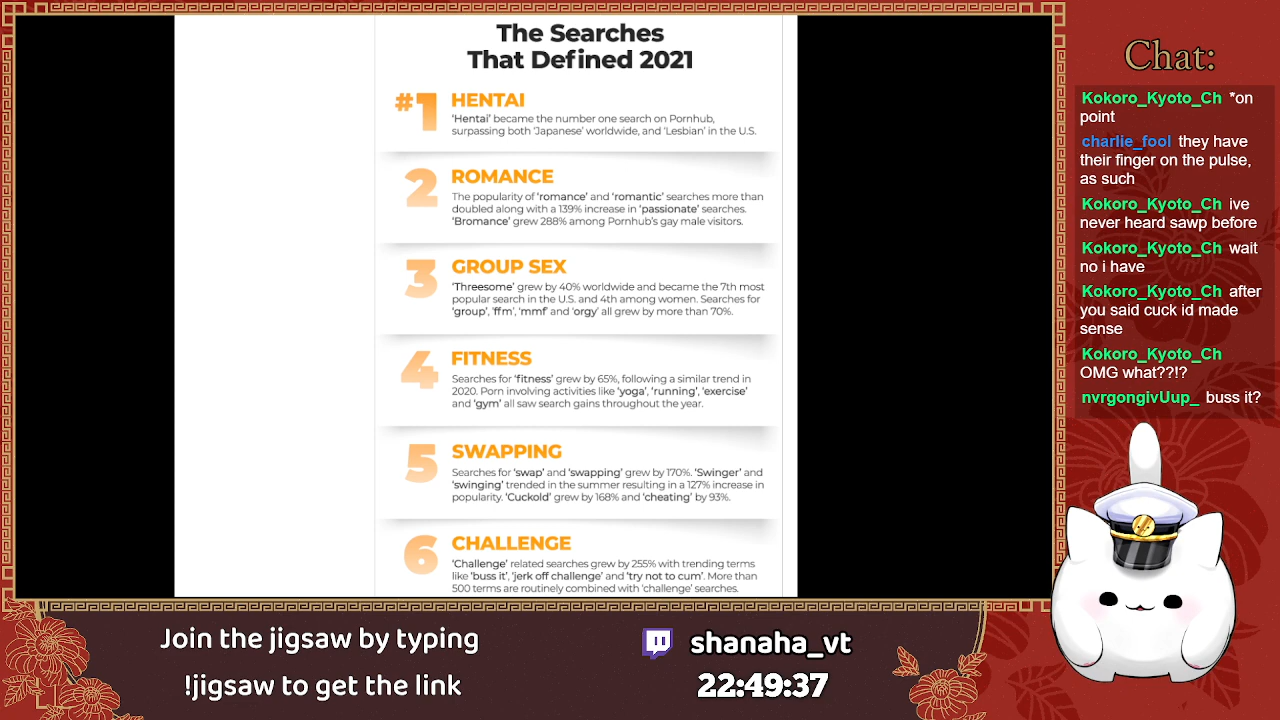 The Searches
That Defined 2021
#1
HENTAI
'Hentai' became the number one search on Pornhub,
surpassing both 'Japanese' worldwide, and 'Lesbian' in the U.S.
2
ROMANCE
The popularity of 'romance' and 'romantic' searches more than
doubled along with a 139% increase in 'passionate' searches.
'Bromance' grew 288% among Pornhub's gay male visitors.
3
GROUP SEX
'Threesome' grew by 40% worldwide and became the 7th most
popular search in the U.S. and 4th among women. Searches for
'group', 'ffm', 'mmf' and 'orgy' all grew by more than 70%.
4
FITNESS
Searches for 'fitness' grew by 65%, following a similar trend in
2020. Porn involving activities like 'yoga', 'running', 'exercise'
and 'gym' all saw search gains throughout the year.
5
SWAPPING
Searches for 'swap' and 'swapping' grew by 170%. 'Swinger' and
'swinging' trended in the summer resulting in a 127% increase in
popularity. 'Cuckold' grew by 168% and 'cheating' by 93%.
6
CHALLENGE
'Challenge' related searches grew by 255% with trending terms
like 'buss it', 'jerk off challenge' and 'try not to cum'. More than
500 terms are routinely combined with 'challenge' searches.
Chat:
Kokoro_Kyoto_Ch *on
point
charlie_fool they have
their finger on the pulse,
as such
Kokoro_Kyoto_Ch ive
never heard sawp before
Kokoro_Kyoto_Ch wait
no i have
Kokoro_Kyoto_Ch after
you said cuck id made
sense
Kokoro_Kyoto_Ch
OMG what??!?
nvrgongivUup_ buss it?
Join the jigsaw by typing
!jigsaw to get the link
shanaha_vt
22:49:37